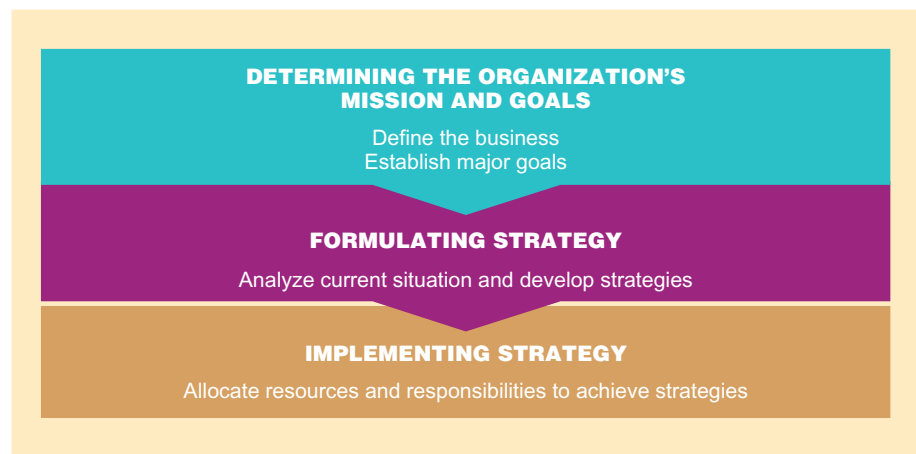 DETERMINING THE ORGANIZATION'S
MISSION AND GOALS
Define the business
Establish major goals
FORMULATING STRATEGY
Analyze current situation and develop strategies
IMPLEMENTING STRATEGY
Allocate resources and responsibilities to achieve strategies